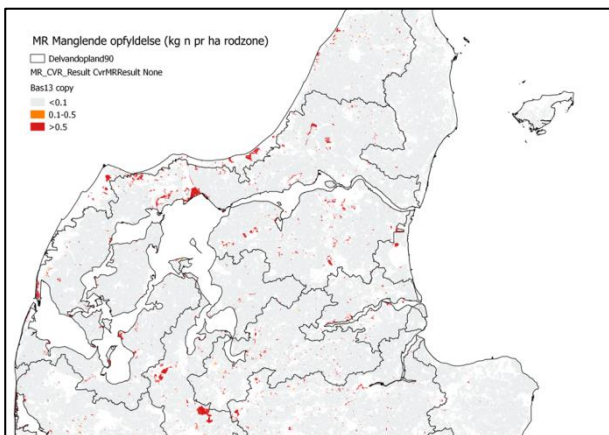 MR Manglende opfyldelse (kg n pr ha rodzone)
Delvandopland90
MR_CVR_Result CvrMRResult None
Bas13 copy
<0.1
0.1-0.5
>0.5